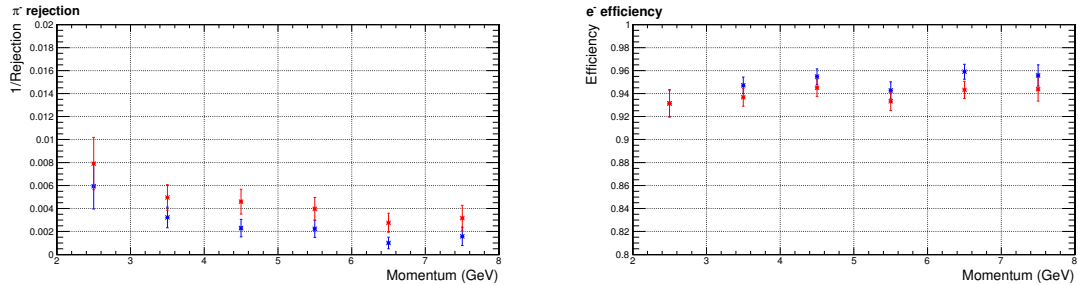 π⁻ rejection
1/Rejection
0.02
0.018
0.016
0.014
0.012
0.01
0.008
0.006
0.004
0.002
0
2 3 4 5 6 7 8
Momentum (GeV)
e⁻ efficiency
Efficiency
1
0.98
0.96
0.94
0.92
0.9
0.88
0.86
0.84
0.82
0.8
2 3 4 5 6 7 8
Momentum (GeV)